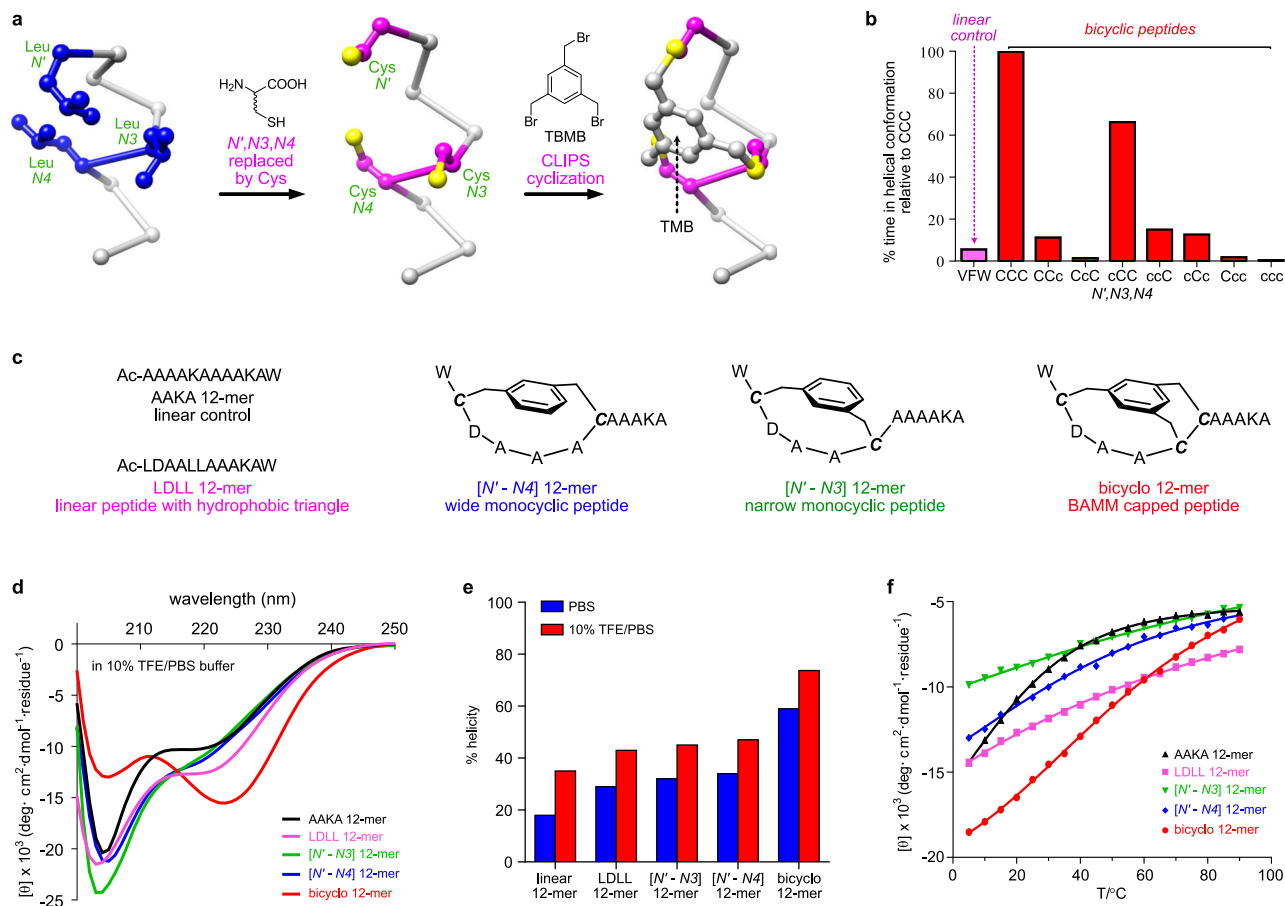 a
Leu
N'
Leu
N3
Leu
N4
H2N
COOH
SH
N',N3,N4
replaced
by Cys
Cys
N'
Cys
N4
Cys
N3
Br
Br
Br
TBMB
CLIPS
cyclization
TMB
b
linear
control
bicyclic peptides
% time in helical conformation
relative to CCC
100
80
60
40
20
0
VFW CCC CCc CcC cCC ccC cCc Ccc ccc
N',N3,N4
c
Ac-AAAAKAAAAKAW
AAKA 12-mer
linear control
Ac-LDAALLAAAKAW
LDLL 12-mer
linear peptide with hydrophobic triangle
W
C
D
A
A
A
CAAAKA
[N' - N4] 12-mer
wide monocyclic peptide
W
C
D
A
A
C
AAAAKA
[N' - N3] 12-mer
narrow monocyclic peptide
W
C
D
A
A
C
CAAAKA
bicyclo 12-mer
BAMM capped peptide
d
wavelength (nm)
210 220 230 240 250
in 10% TFE/PBS buffer
[θ] x 10³ (deg· cm²·dmol⁻¹·residue⁻¹)
0
-5
-10
-15
-20
-25
AAKA 12-mer
LDLL 12-mer
[N' - N3] 12-mer
[N' - N4] 12-mer
bicyclo 12-mer
e
PBS
10% TFE/PBS
% helicity
100
80
60
40
20
0
linear LDLL [N' - N3] [N' - N4] bicyclo
12-mer 12-mer 12-mer 12-mer 12-mer
f
[θ] x 10³ (deg· cm²·dmol⁻¹·residue⁻¹)
-5
-10
-15
-20
AAKA 12-mer
LDLL 12-mer
[N' - N3] 12-mer
[N' - N4] 12-mer
bicyclo 12-mer
0 20 40 60 80 100
T/°C